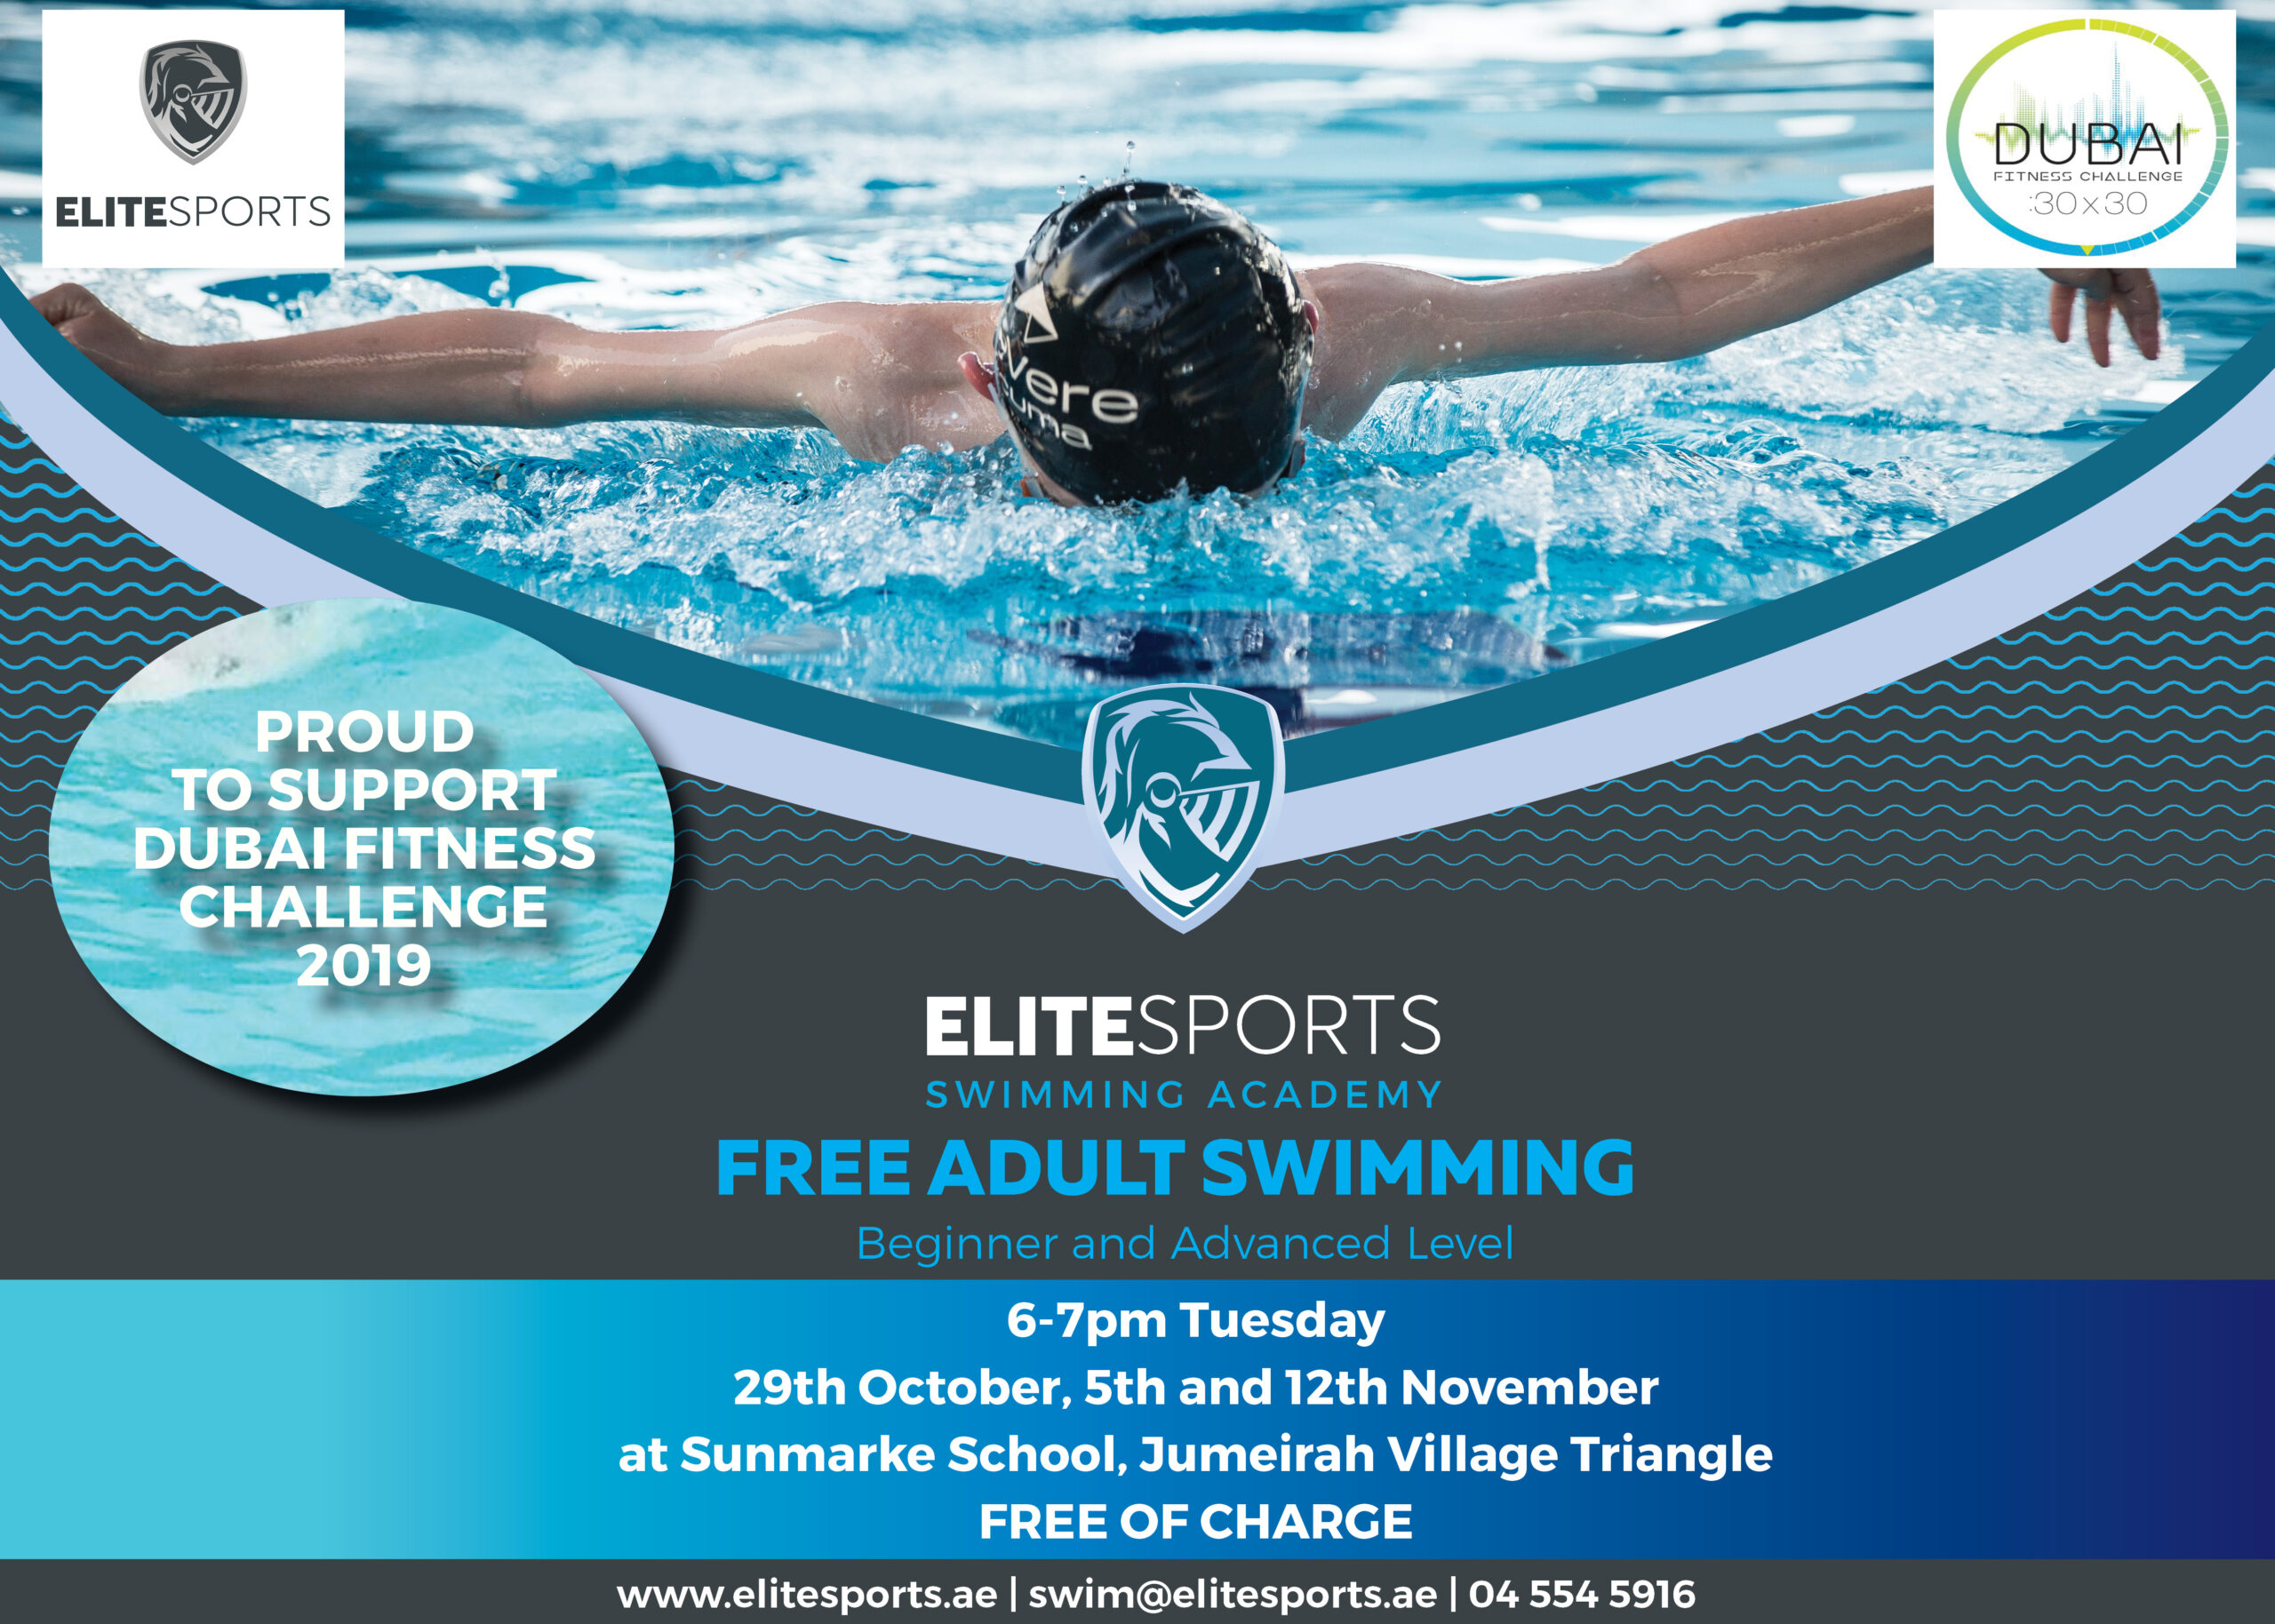 ELITESPORTS
DUBAI
FITNESS CHALLENGE
:30x30
vere
uma
PROUD
TO SUPPORT
DUBAI FITNESS
CHALLENGE
2019
ELITESPORTS
SWIMMING ACADEMY
FREE ADULT SWIMMING
Beginner and Advanced Level
6-7pm Tuesday
29th October, 5th and 12th November
at Sunmarke School, Jumeirah Village Triangle
FREE OF CHARGE
www.elitesports.ae | swim@elitesports.ae | 04 554 5916